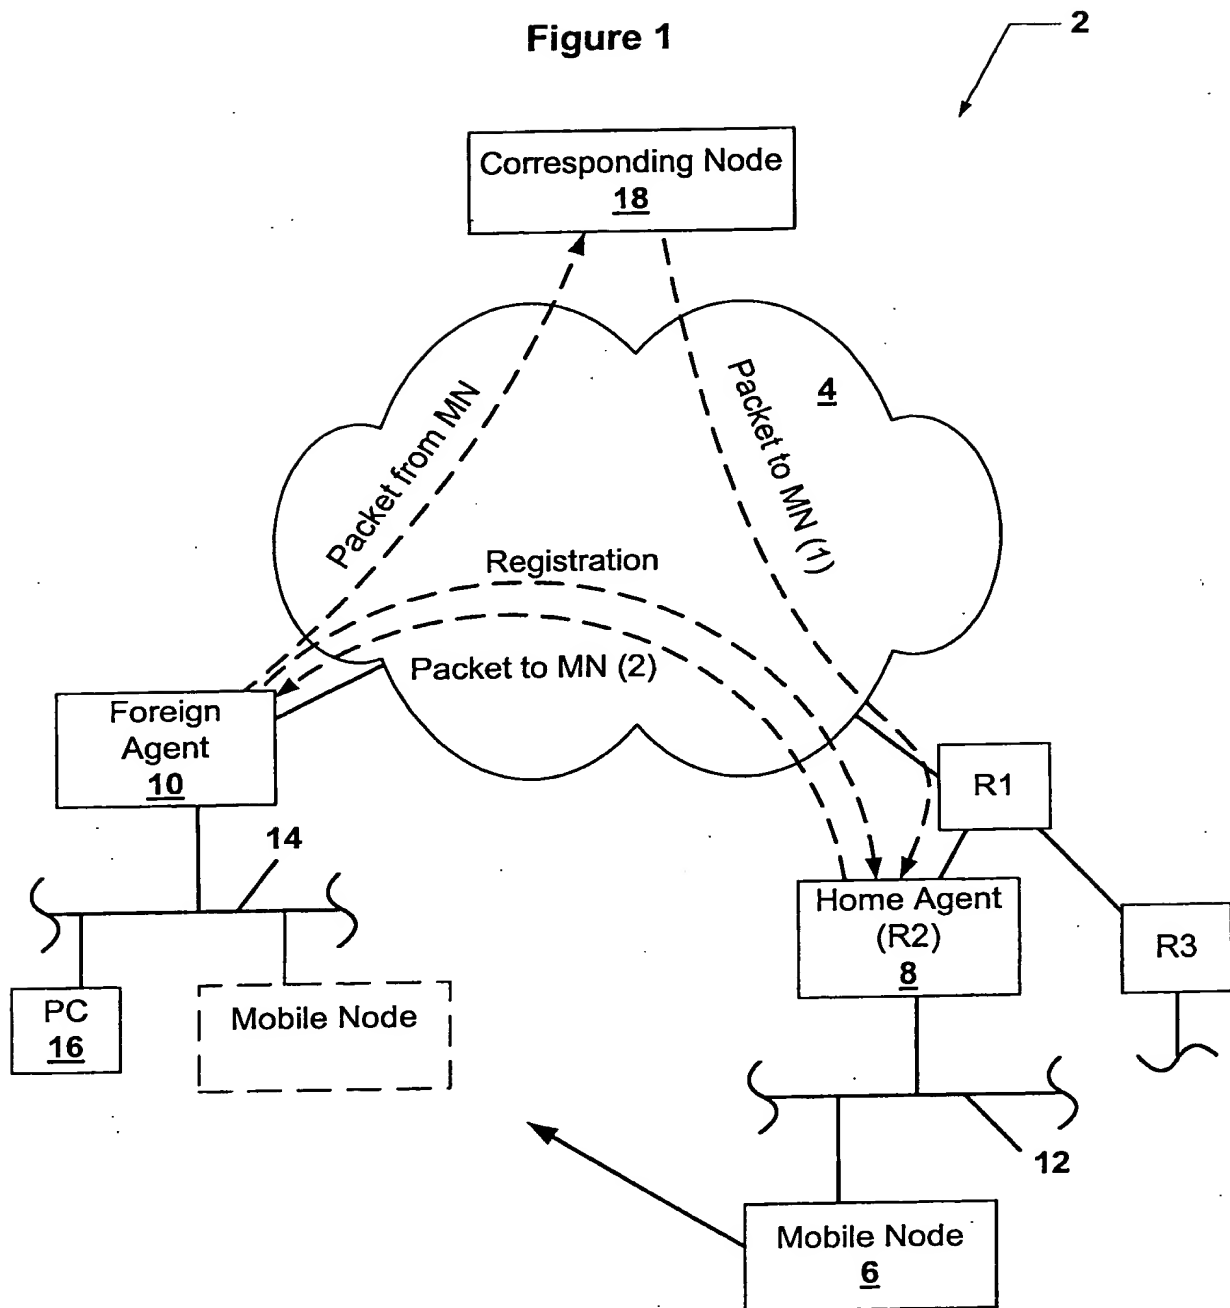 Figure 1
2
Corresponding Node
18
4
Packet from MN
Packet to MN (1)
Registration
Packet to MN (2)
Foreign
Agent
10
R1
14
Home Agent
(R2)
8
R3
PC
16
Mobile Node
12
Mobile Node
6